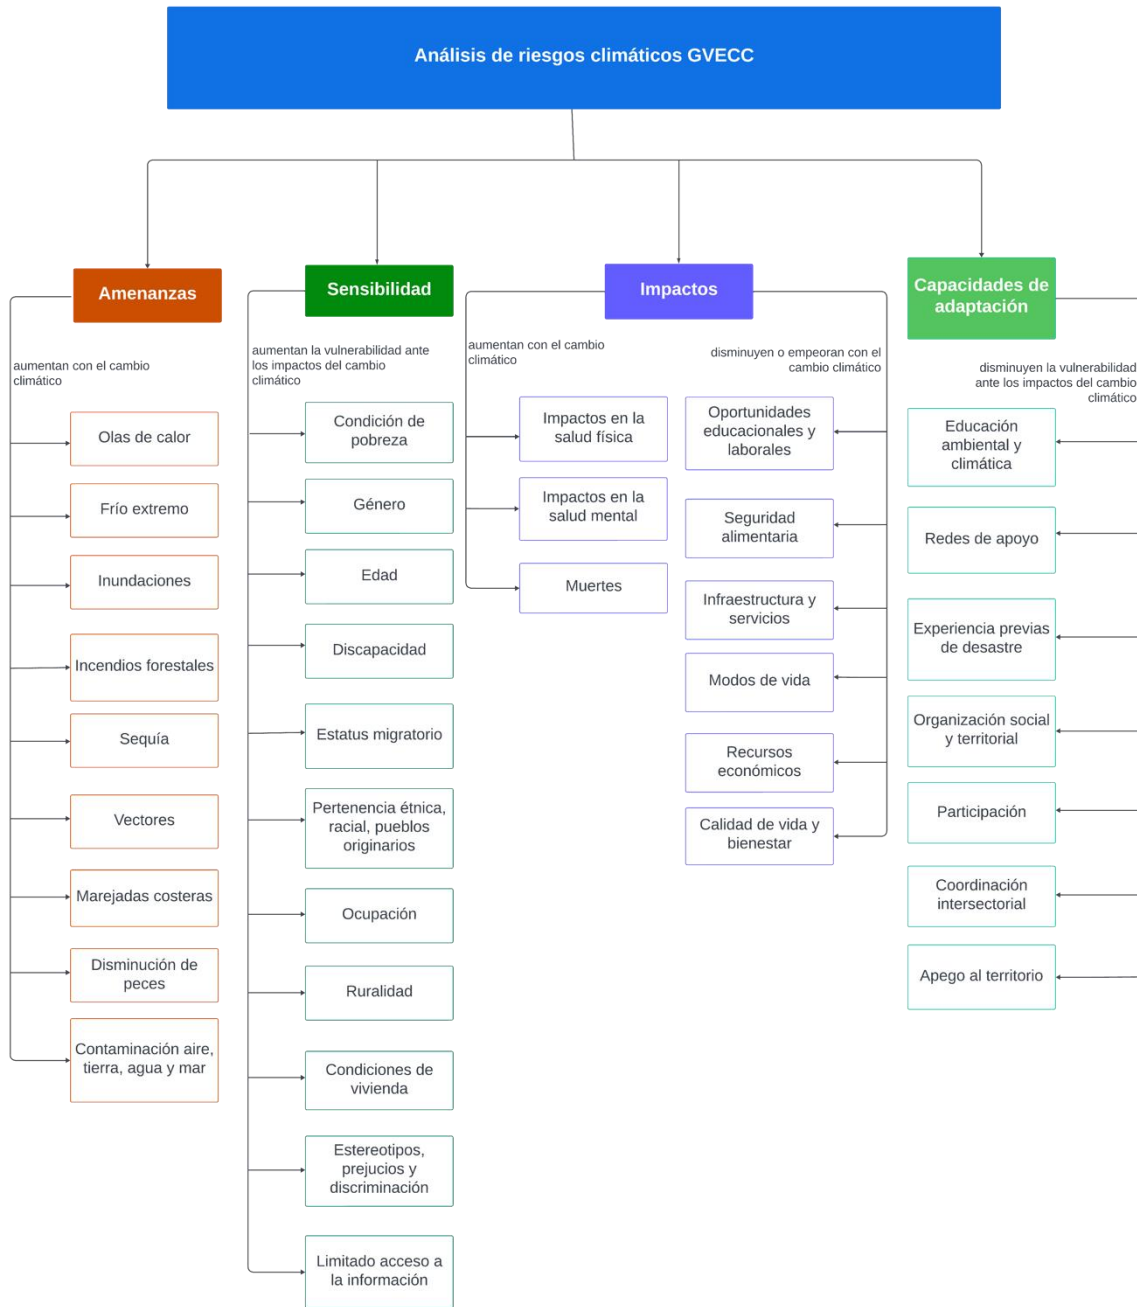 Análisis de riesgos climáticos GVECC
Amenanzas
aumentan con el cambio
climático
Olas de calor
Frío extremo
Inundaciones
Incendios forestales
Sequía
Vectores
Marejadas costeras
Disminución de
peces
Contaminación aire,
tierra, agua y mar
Sensibilidad
aumentan la vulnerabilidad ante
los impactos del cambio
climático
Condición de
pobreza
Género
Edad
Discapacidad
Estatus migratorio
Pertenencia étnica,
racial, pueblos
originarios
Ocupación
Ruralidad
Condiciones de
vivienda
Estereotipos,
prejucios y
discriminación
Limitado acceso a
la información
Impactos
aumentan con el cambio
climático
Impactos en la
salud física
Impactos en la
salud mental
Muertes
disminuyen o empeoran con el
cambio climático
Oportunidades
educacionales y
laborales
Seguridad
alimentaria
Infraestructura y
servicios
Modos de vida
Recursos
económicos
Calidad de vida y
bienestar
Capacidades de
adaptación
disminuyen la vulnerabilidad
ante los impactos del cambio
climático
Educación
ambiental y
climática
Redes de apoyo
Experiencia previas
de desastre
Organización social
y territorial
Participación
Coordinación
intersectorial
Apego al territorio